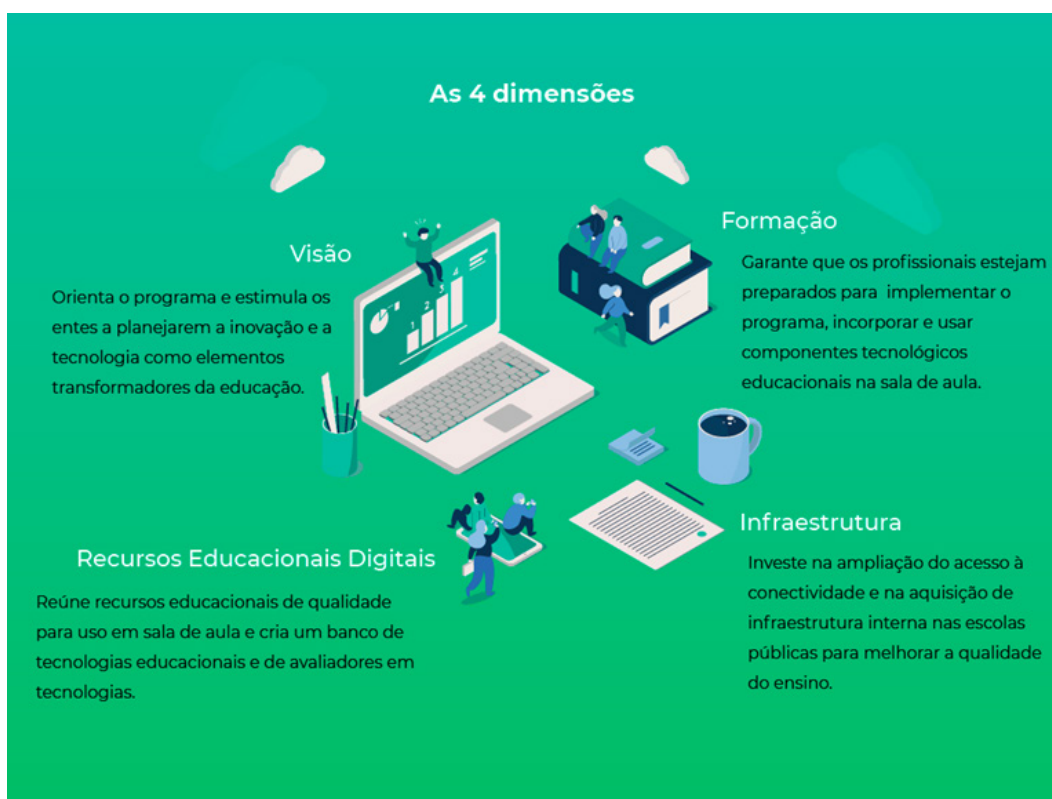 As 4 dimensões
Visão
Orienta o programa e estimula os
entes a planejarem a inovação e a
tecnologia como elementos
transformadores da educação.
1 2 3 4
Formação
Garante que os profissionais estejam
preparados para implementar o
programa, incorporar e usar
componentes tecnológicos
educacionais na sala de aula.
Recursos Educacionais Digitais
Reúne recursos educacionais de qualidade
para uso em sala de aula e cria um banco de
tecnologias educacionais e de avaliadores em
tecnologias.
Infraestrutura
Investe na ampliação do acesso à
conectividade e na aquisição de
infraestrutura interna nas escolas
públicas para melhorar a qualidade
do ensino.